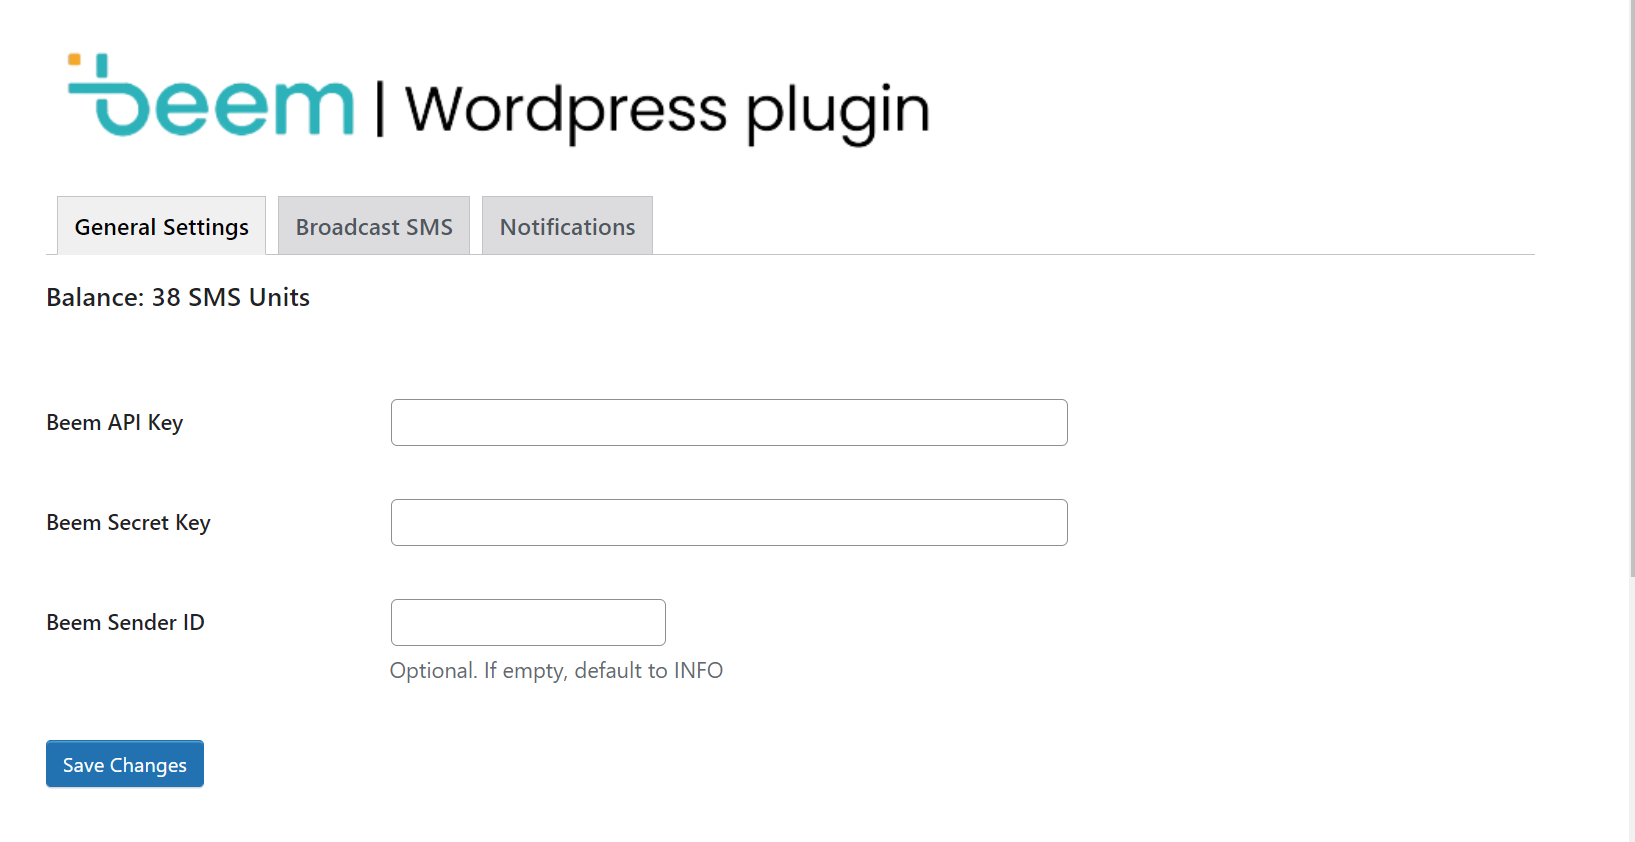 beem | Wordpress plugin
General Settings Broadcast SMS Notifications
Balance: 38 SMS Units
Beem API Key
Beem Secret Key
Beem Sender ID
Optional. If empty, default to INFO
Save Changes